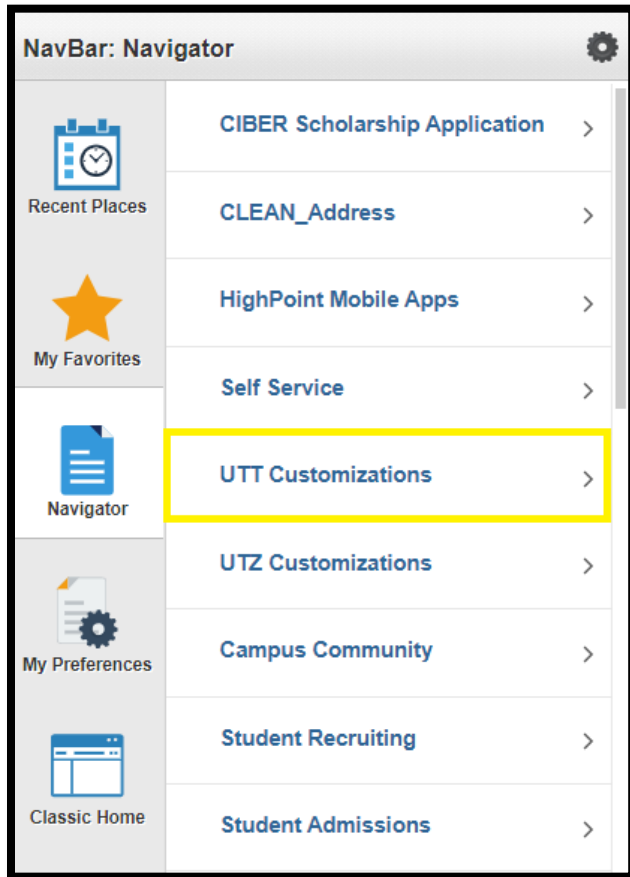 NavBar: Navigator
Recent Places
My Favorites
Navigator
My Preferences
Classic Home
CIBER Scholarship Application
CLEAN_Address
HighPoint Mobile Apps
Self Service
UTT Customizations
UTZ Customizations
Campus Community
Student Recruiting
Student Admissions